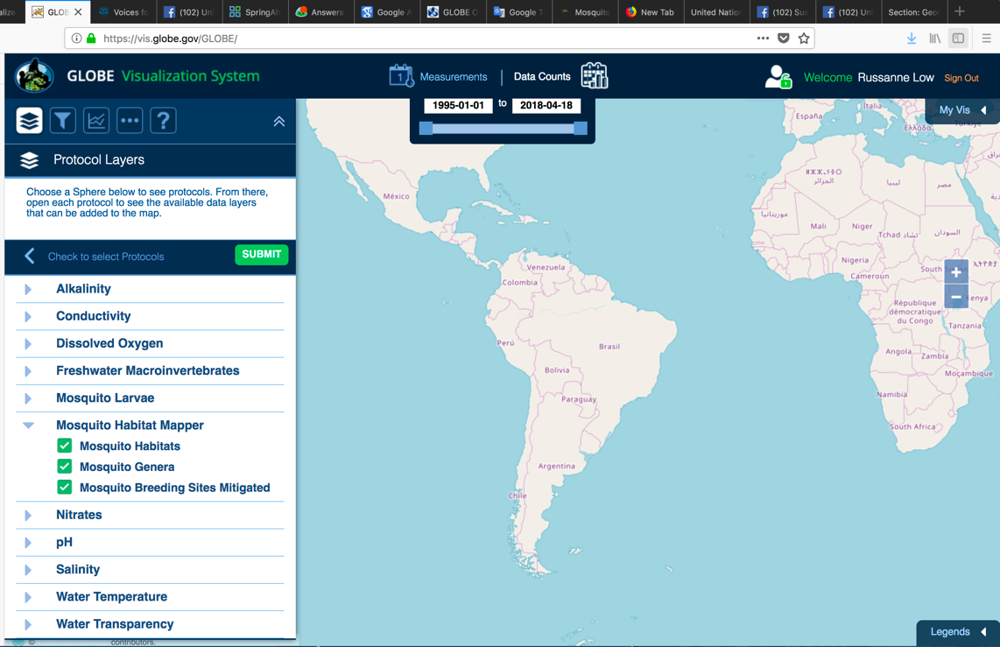 alize
GLOB
Voices fo
(102) Uni
SpringAh
Answers
Google A
GLOBE O
Google T
Mosquito
New Tab
United Nation
(102) Sus
(102) Uni
Section: Geo
https://vis.globe.gov/GLOBE/
GLOBE Visualization System
Measurements
Data Counts
Welcome Russanne Low Sign Out
1995-01-01 to 2018-04-18
My Vis
Protocol Layers
Choose a Sphere below to see protocols. From there,
open each protocol to see the available data layers
that can be added to the map.
Check to select Protocols
SUBMIT
Alkalinity
Conductivity
Dissolved Oxygen
Freshwater Macroinvertebrates
Mosquito Larvae
Mosquito Habitat Mapper
Mosquito Habitats
Mosquito Genera
Mosquito Breeding Sites Mitigated
Nitrates
pH
Salinity
Water Temperature
Water Transparency
©
contributors.
México
Venezuela
Colombia
Perú
Brasil
Bolivia
Paraguay
Argentina
Chile
España
Italia
Ελλάδα
Türkiye
الجزائر
ليبيا
مصر
موريتانيا
Mali
Niger
Tchad تشاد
السودان
Nigeria
Cameroun
South
Kenya
République
démocratique
du Congo
Tanzania
Angola
Zambia
Moçambique
Namibia
South Africa
+
−
Legends